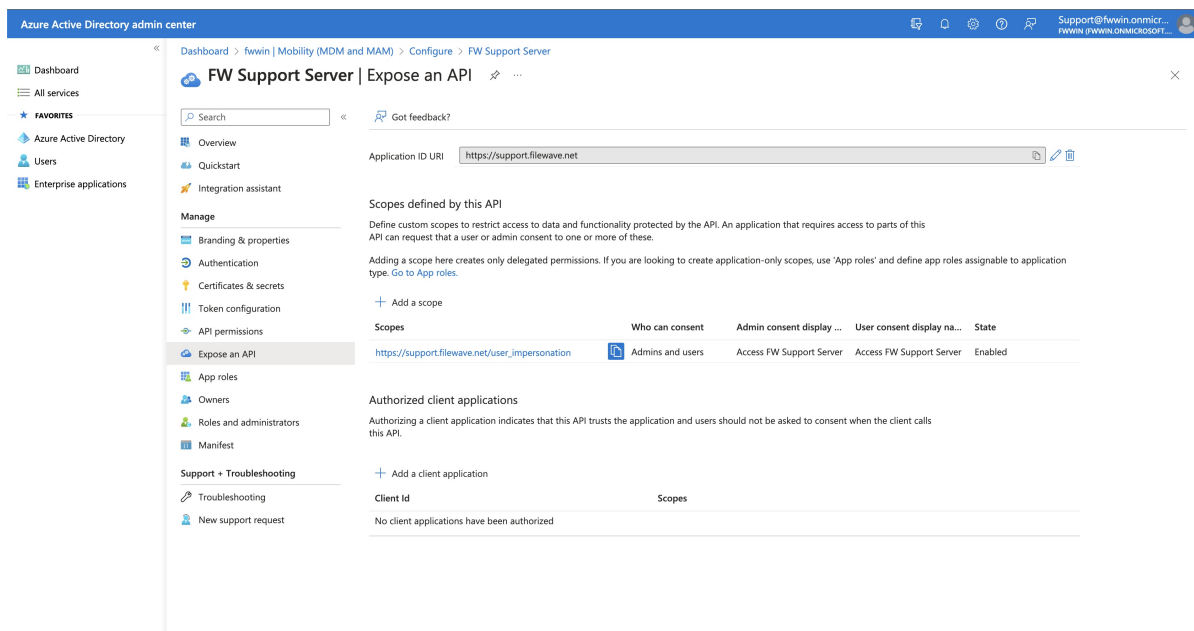 Azure Active Directory admin center
Support@fwwin.onmicr...
FWWIN (FWWIN.ONMICROSOFT....
Dashboard
All services
FAVORITES
Azure Active Directory
Users
Enterprise applications
Dashboard > fwwin | Mobility (MDM and MAM) > Configure > FW Support Server
FW Support Server | Expose an API
Search
Overview
Quickstart
Integration assistant
Manage
Branding & properties
Authentication
Certificates & secrets
Token configuration
API permissions
Expose an API
App roles
Owners
Roles and administrators
Manifest
Support + Troubleshooting
Troubleshooting
New support request
Got feedback?
Application ID URI https://support.filewave.net
Scopes defined by this API
Define custom scopes to restrict access to data and functionality protected by the API. An application that requires access to parts of this
API can request that a user or admin consent to one or more of these.
Adding a scope here creates only delegated permissions. If you are looking to create application-only scopes, use 'App roles' and define app roles assignable to application
type. Go to App roles.
Add a scope
Scopes Who can consent Admin consent display ... User consent display na... State
https://support.filewave.net/user_impersonation Admins and users Access FW Support Server Access FW Support Server Enabled
Authorized client applications
Authorizing a client application indicates that this API trusts the application and users should not be asked to consent when the client calls
this API.
Add a client application
Client Id Scopes
No client applications have been authorized